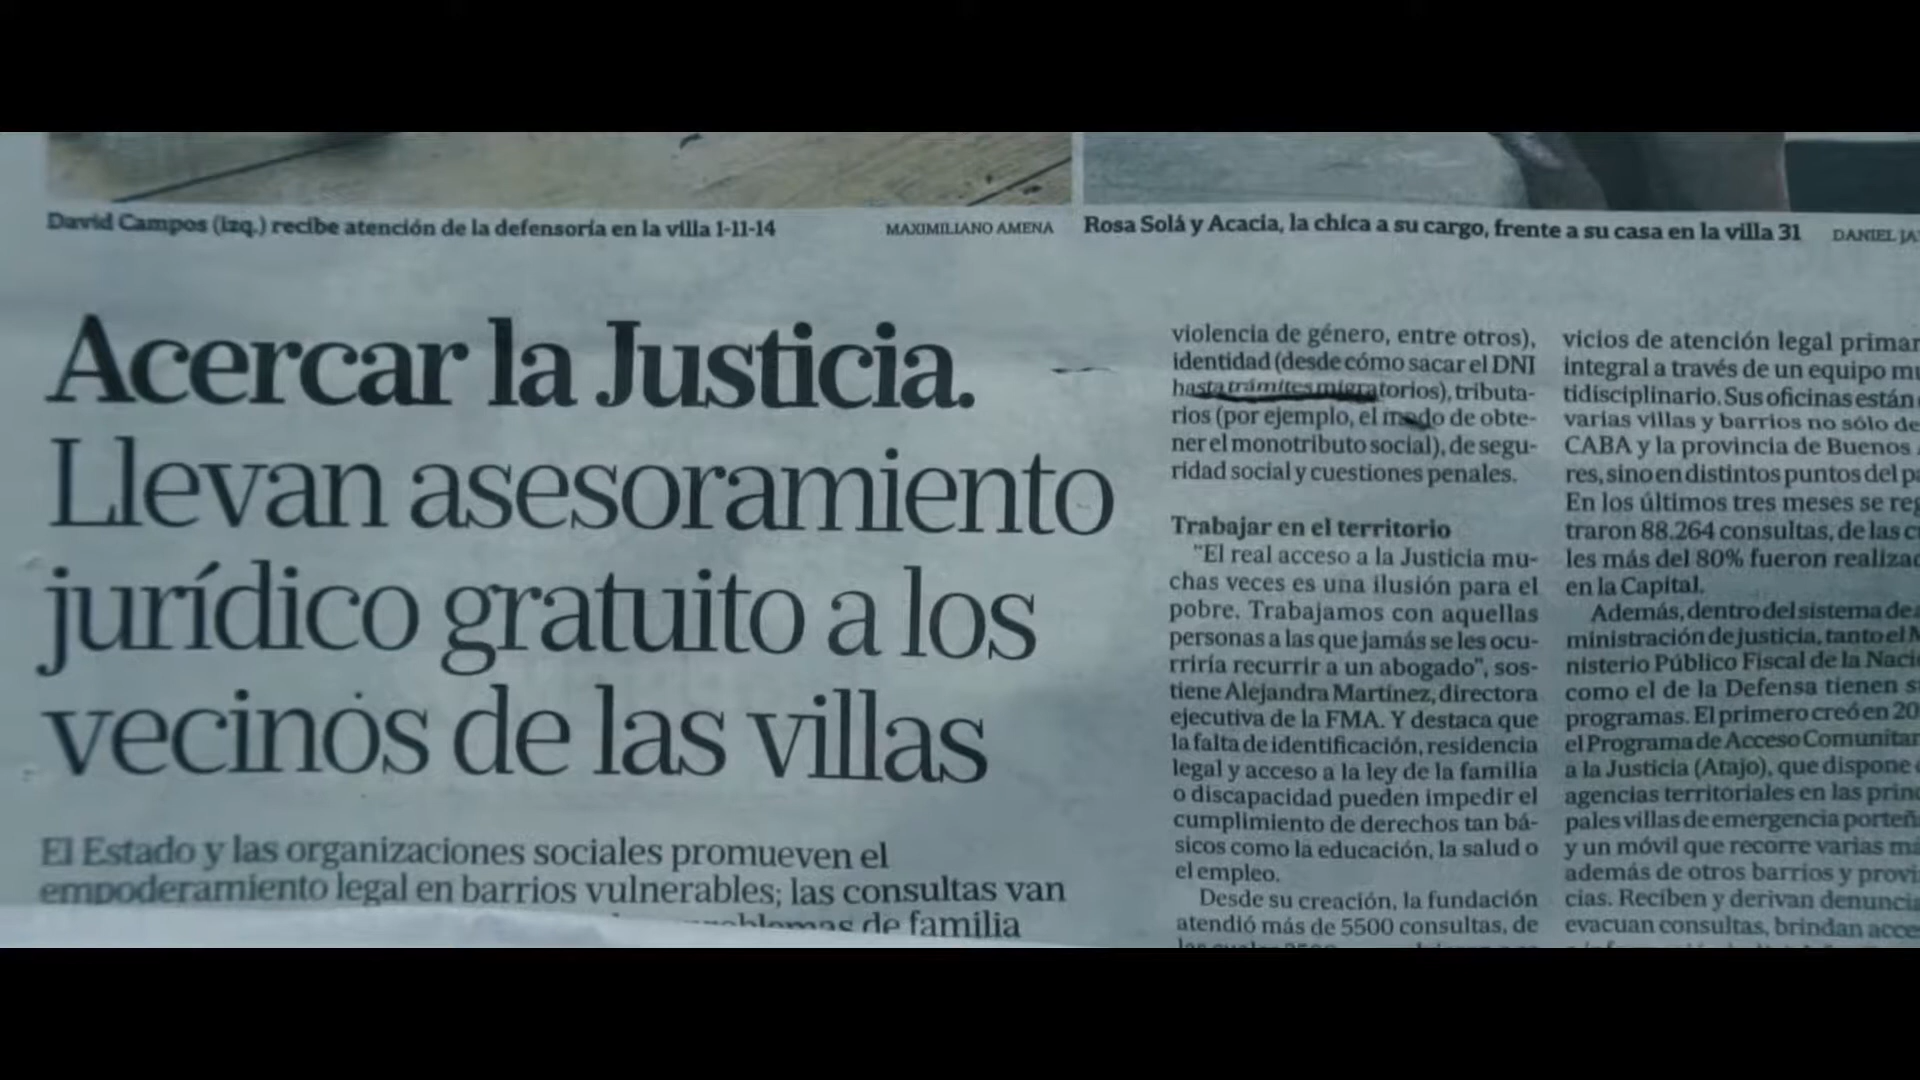 David Campos (izq.) recibe atención de la defensoría en la villa 1-11-14
MAXIMILIANO AMENA
Rosa Solá y Acacia, la chica a su cargo, frente a su casa en la villa 31
DANIEL JA
Acercar la Justicia.
Llevan asesoramiento
jurídico gratuito a los
vecinos de las villas
El Estado y las organizaciones sociales promueven el
empoderamiento legal en barrios vulnerables; las consultas van
problemas de familia
violencia de género, entre otros),
identidad (desde cómo sacar el DNI
hasta trámites migratorios), tributa-
rios (por ejemplo, el modo de obte-
ner el monotributo social), de segu-
ridad social y cuestiones penales.
Trabajar en el territorio
"El real acceso a la Justicia mu-
chas veces es una ilusión para el
pobre. Trabajamos con aquellas
personas a las que jamás se les ocu-
rriría recurrir a un abogado", sos-
tiene Alejandra Martínez, directora
ejecutiva de la FMA. Y destaca que
la falta de identificación, residencia
legal y acceso a la ley de la familia
o discapacidad pueden impedir el
cumplimiento de derechos tan bá-
sicos como la educación, la salud o
el empleo.
Desde su creación, la fundación
atendió más de 5500 consultas, de
vicios de atención legal primar
integral a través de un equipo mu
tidisciplinario. Sus oficinas están
varias villas y barrios no sólo de
CABA y la provincia de Buenos
res, sino en distintos puntos del pa
En los últimos tres meses se reg
traron 88.264 consultas, de las c
les más del 80% fueron realizad
en la Capital.
Además, dentro del sistema de a
ministración de justicia, tanto el M
nisterio Público Fiscal de la Naci
como el de la Defensa tienen s
programas. El primero creó en 20
el Programa de Acceso Comunitar
a la Justicia (Atajo), que dispone
agencias territoriales en las princ
pales villas de emergencia porteñ
y un móvil que recorre varias má
además de otros barrios y provi
cias. Reciben y derivan denuncia
evacuan consultas, brindan acce